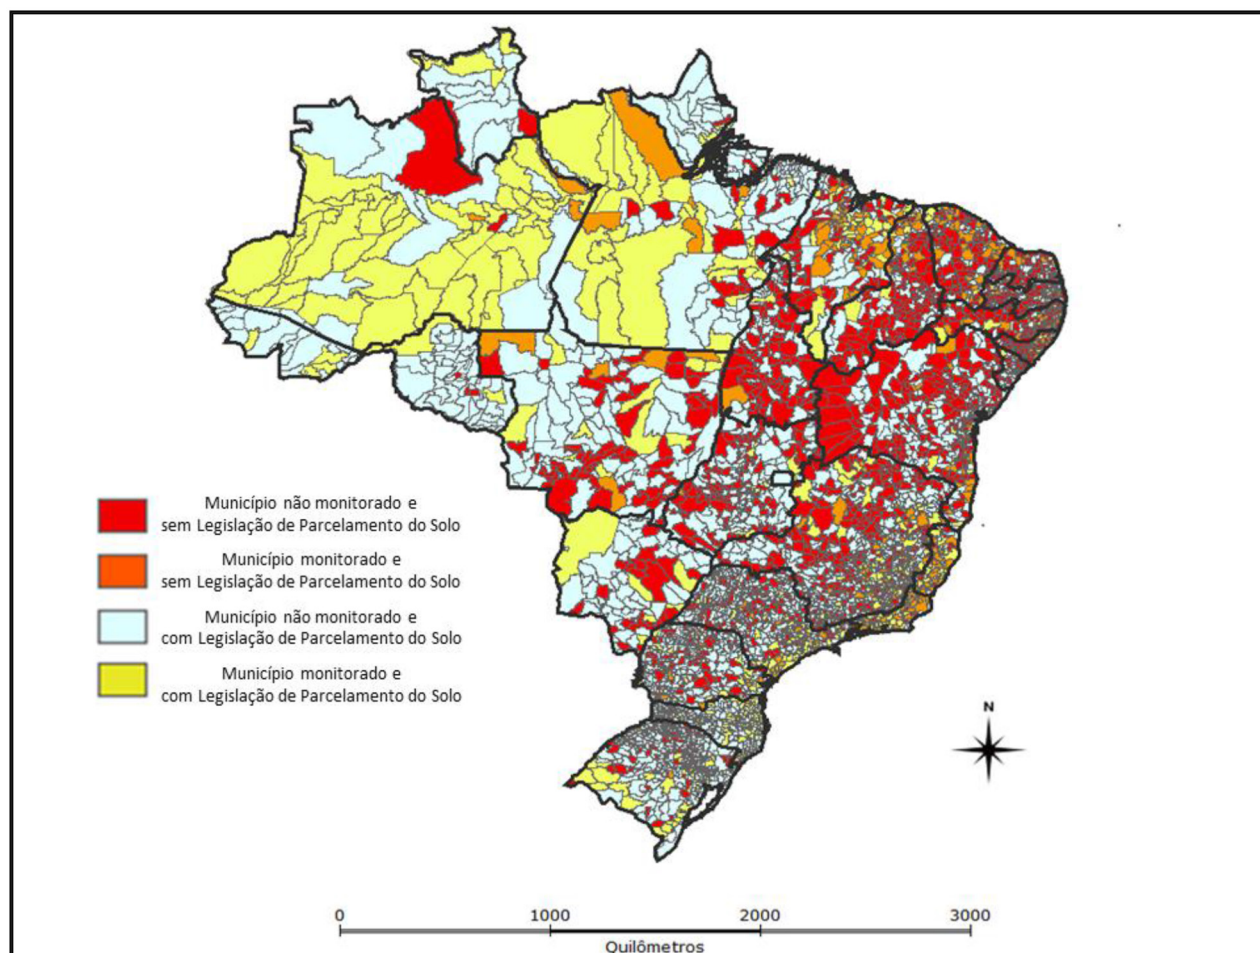 Município não monitorado e
sem Legislação de Parcelamento do Solo
Município monitorado e
sem Legislação de Parcelamento do Solo
Município não monitorado e
com Legislação de Parcelamento do Solo
Município monitorado e
com Legislação de Parcelamento do Solo
N
0 1000 2000 3000
Quilômetros